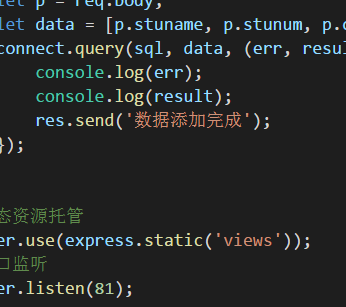 let p = req.body,
let data = [p.stuname, p.stunum, p.
connect.query(sql, data, (err, resul
console.log(err);
console.log(result);
res.send('数据添加完成');
});
态资源托管
er.use(express.static('views'));
口监听
er.listen(81);